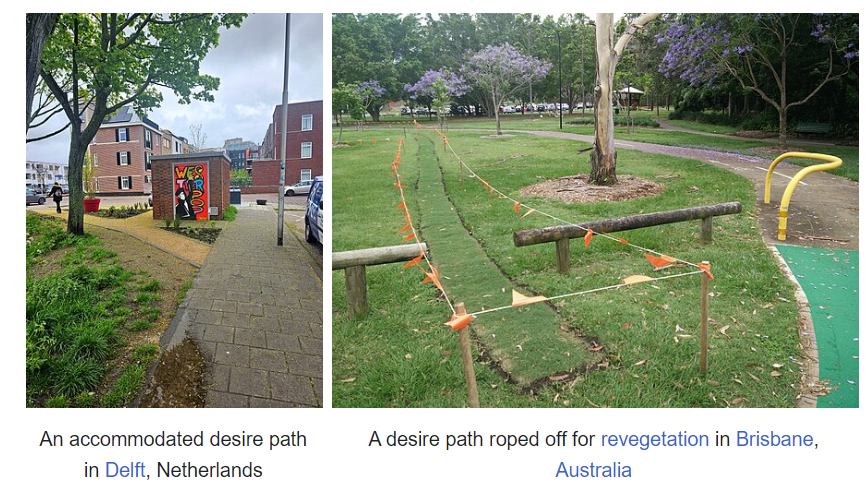 An accommodated desire path
in Delft, Netherlands
A desire path roped off for revegetation in Brisbane,
Australia